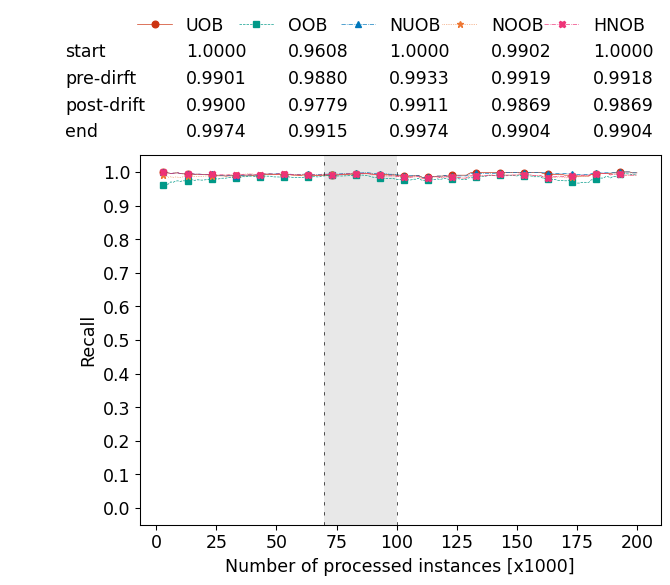 UOB OOB NUOB NOOB HNOB
start 1.0000 0.9608 1.0000 0.9902 1.0000
pre-dirft 0.9901 0.9880 0.9933 0.9919 0.9918
post-drift 0.9900 0.9779 0.9911 0.9869 0.9869
end 0.9974 0.9915 0.9974 0.9904 0.9904
1.0
0.9
0.8
0.7
0.6
0.5
0.4
0.3
0.2
0.1
0.0
Recall
0 25 50 75 100 125 150 175 200
Number of processed instances [x1000]